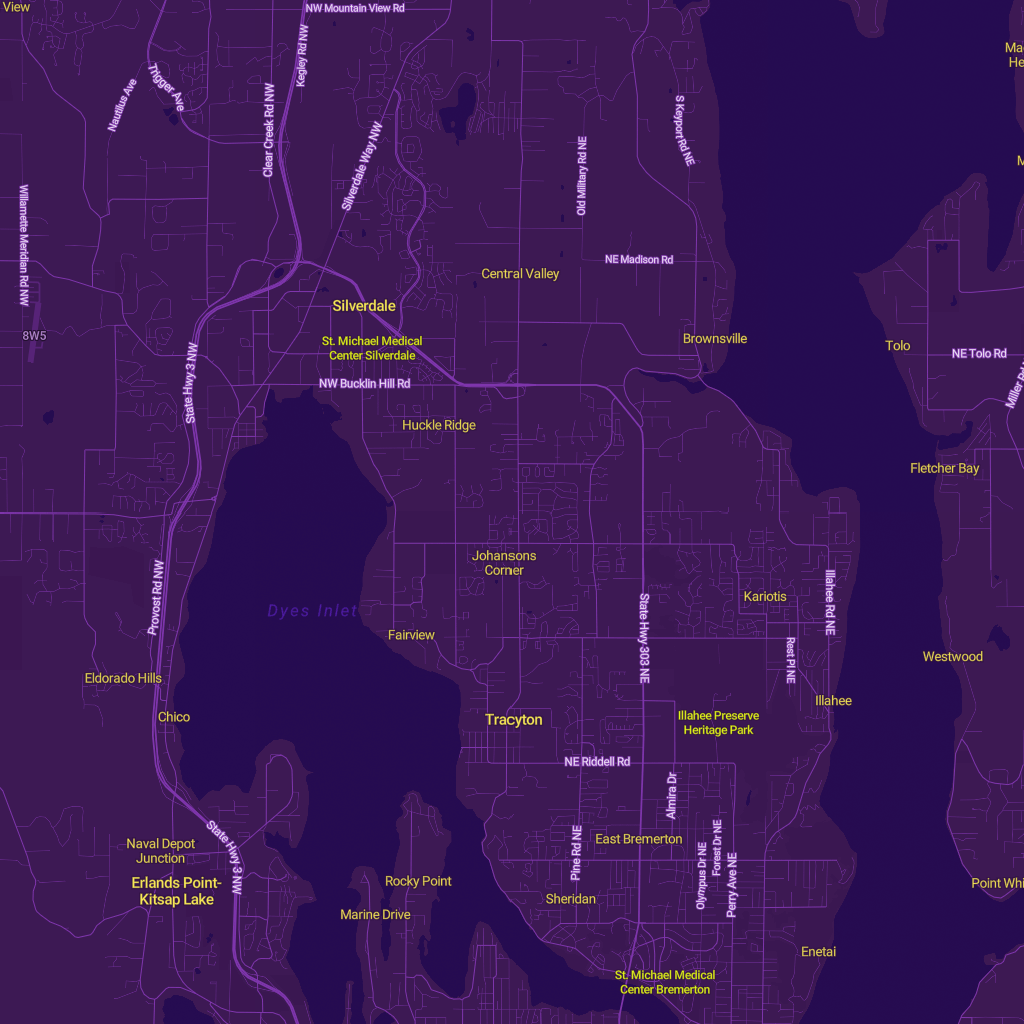 View
NW Mountain View Rd
Kegley Rd NW
Trigger Ave
Nautilus Ave
Clear Creek Rd NW
Silverdale Way NW
Old Military Rd NE
S Keyport Rd NE
Willamette Meridian Rd NW
NE Madison Rd
Central Valley
Silverdale
St. Michael Medical
Center Silverdale
8W5
State Hwy 3 NW
NW Bucklin Hill Rd
Brownsville
Tolo
NE Tolo Rd
Huckle Ridge
Fletcher Bay
Johansons
Corner
Provost Rd NW
Dyes Inlet
Kariotis
Illahee Rd NE
State Hwy 303 NE
Fairview
Rest Pl NE
Westwood
Eldorado Hills
Chico
Illahee
Tracyton
Illahee Preserve
Heritage Park
NE Riddell Rd
Almira Dr
State Hwy 3 NW
Naval Depot
Junction
East Bremerton
Pine Rd NE
Olympus Dr NE
Forest Dr NE
Perry Ave NE
Erlands Point-
Kitsap Lake
Rocky Point
Marine Drive
Sheridan
Point Whi
Enetai
St. Michael Medical
Center Bremerton